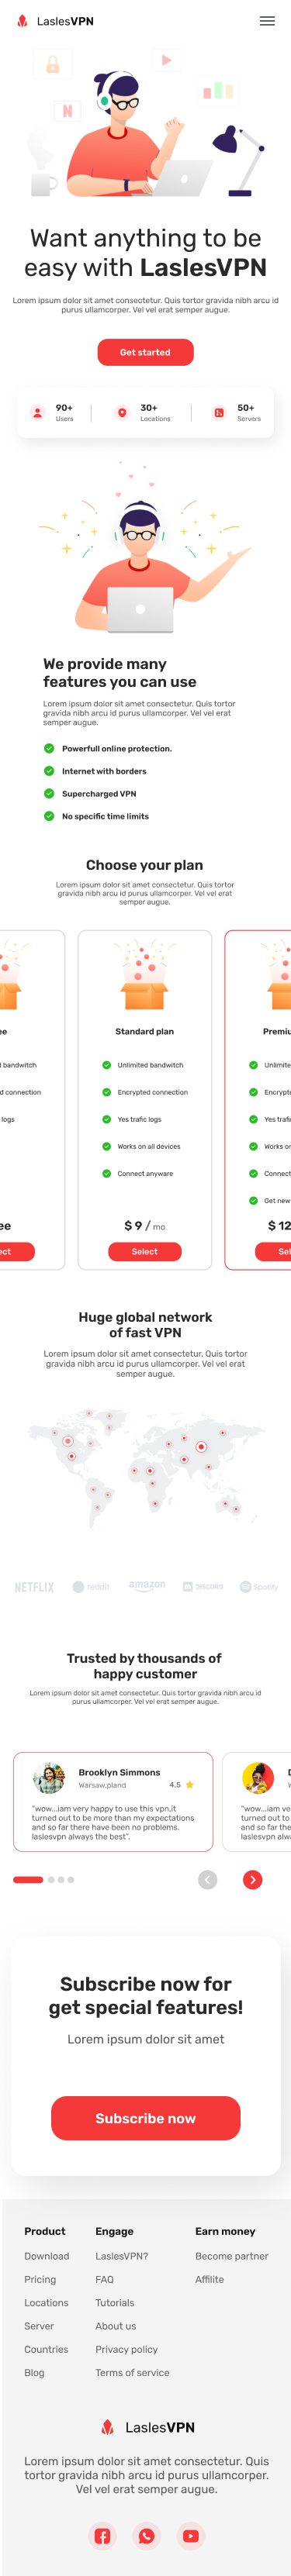 LaslesVPN
N
Want anything to be
easy with LaslesVPN
Lorem ipsum dolor sit amet consectetur. Quis tortor gravida nibh arcu id
purus ullamcorper. Vel vel erat semper augue.
Get started
90+
Users
30+
Locations
50+
Servers
We provide many
features you can use
Lorem ipsum dolor sit amet consectetur. Quis tortor
gravida nibh arcu id purus ullamcorper. Vel vel erat
semper augue.
Powerfull online protection.
Internet with borders
Supercharged VPN
No specific time limits
Choose your plan
Lorem ipsum dolor sit amet consectetur. Quis tortor
gravida nibh arcu id purus ullamcorper. Vel vel erat
semper augue.
ee
d bandwitch
d connection
logs
ee
ect
Standard plan
Unlimited bandwitch
Encrypted connection
Yes trafic logs
Works on all devices
Connect anyware
$ 9 / mo
Select
Premiu
Unlimite
Encrypte
Yes trafi
Works o
Connect
Get new
$ 12
Sel
Huge global network
of fast VPN
Lorem ipsum dolor sit amet consectetur. Quis tortor
gravida nibh arcu id purus ullamcorper. Vel vel erat
semper augue.
NETFLIX
reddit
amazon
DISCORD
Spotify
Trusted by thousands of
happy customer
Lorem ipsum dolor sit amet consectetur. Quis tortor gravida nibh arcu id
purus ullamcorper. Vel vel erat semper augue.
Brooklyn Simmons
Warsaw,pland
4.5
"wow...iam very happy to use this vpn,it
turned out to be more than my expectations
and so far there have been no problems.
laslesvpn always the best".
"wow...iam ve
turned out to
and so far the
laslesvpn alwa
Subscribe now for
get special features!
Lorem ipsum dolor sit amet
Subscribe now
Product
Download
Pricing
Locations
Server
Countries
Blog
Engage
LaslesVPN?
FAQ
Tutorials
About us
Privacy policy
Terms of service
Earn money
Become partner
Affilite
LaslesVPN
Lorem ipsum dolor sit amet consectetur. Quis
tortor gravida nibh arcu id purus ullamcorper.
Vel vel erat semper augue.